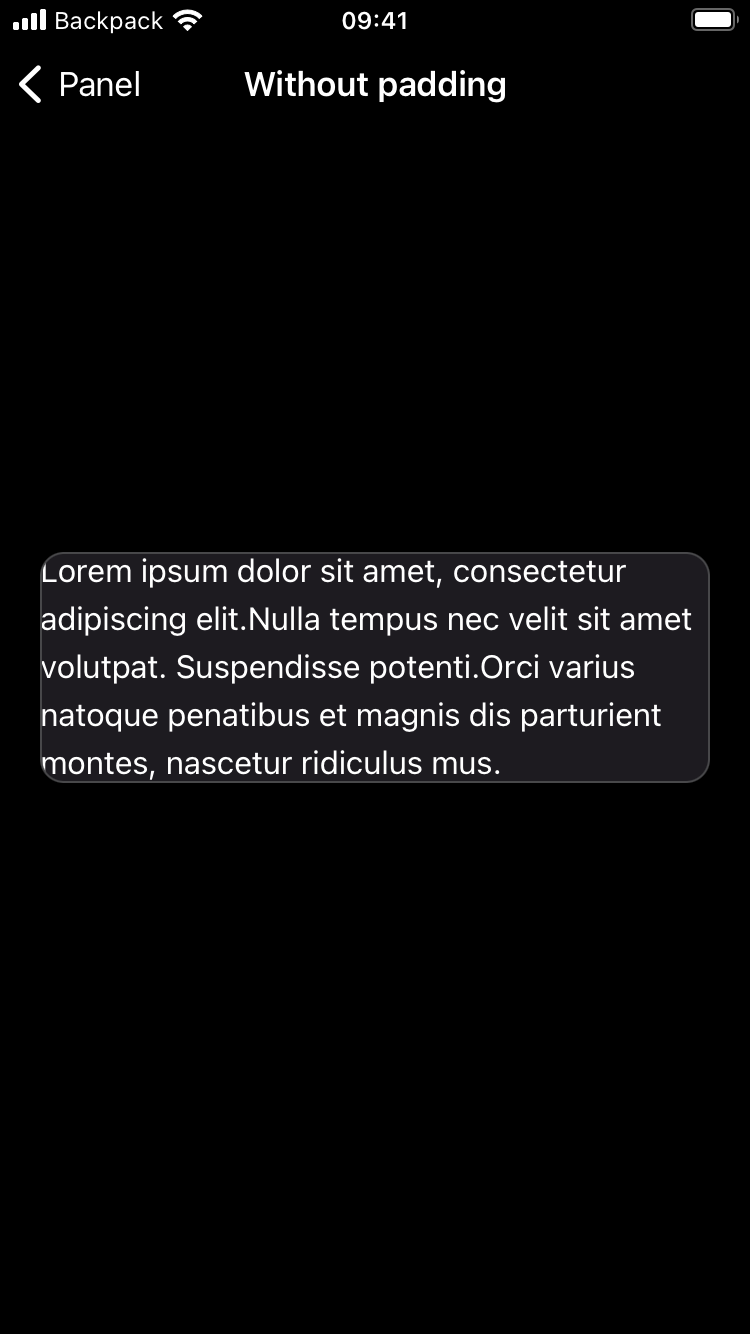 Backpack 09:41
Panel Without padding
Lorem ipsum dolor sit amet, consectetur
adipiscing elit.Nulla tempus nec velit sit amet
volutpat. Suspendisse potenti.Orci varius
natoque penatibus et magnis dis parturient
montes, nascetur ridiculus mus.